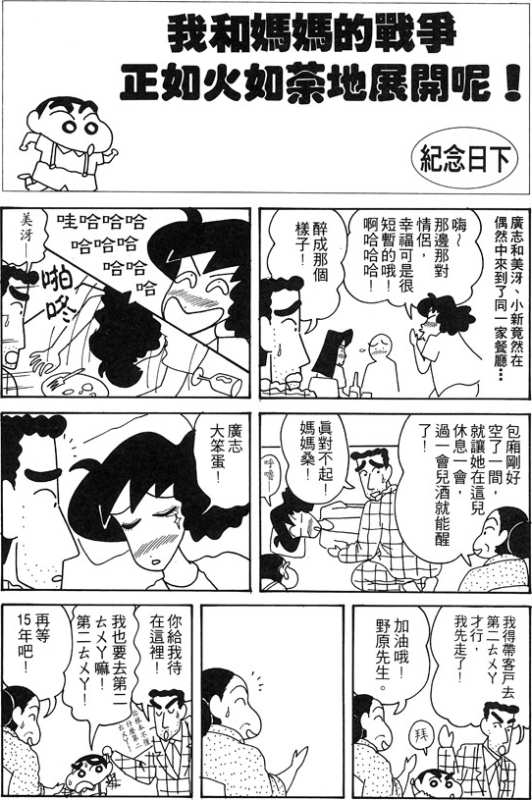 我和媽媽的戰爭
正如火如荼地展開呢！
紀念日下
廣志和美冴、小新竟然在
偶然中來到了同一家餐廳…
嗨～
那邊那對
情侶，
幸福可是很
短暫的哦！
啊哈哈哈！
醉成那個
樣子！
哇哈哈哈哈
哈哈哈哈
哈哈哈
哈
美冴—
啪
咚
包廂剛好
空了一間，
就讓她在這兒
休息一會，
過一會兒酒就能醒
了！
真對不起！
媽媽桑！
呼嚕！
廣志
大笨蛋！
我得帶客戶去
第二ㄊㄨㄚ
才行，
我先走了！
加油哦！
野原先生。
拜
你給我待
在這裡！
我也要去第二
ㄊㄨㄚ嘛！
第二ㄊㄨㄚ！
再等
15年吧！